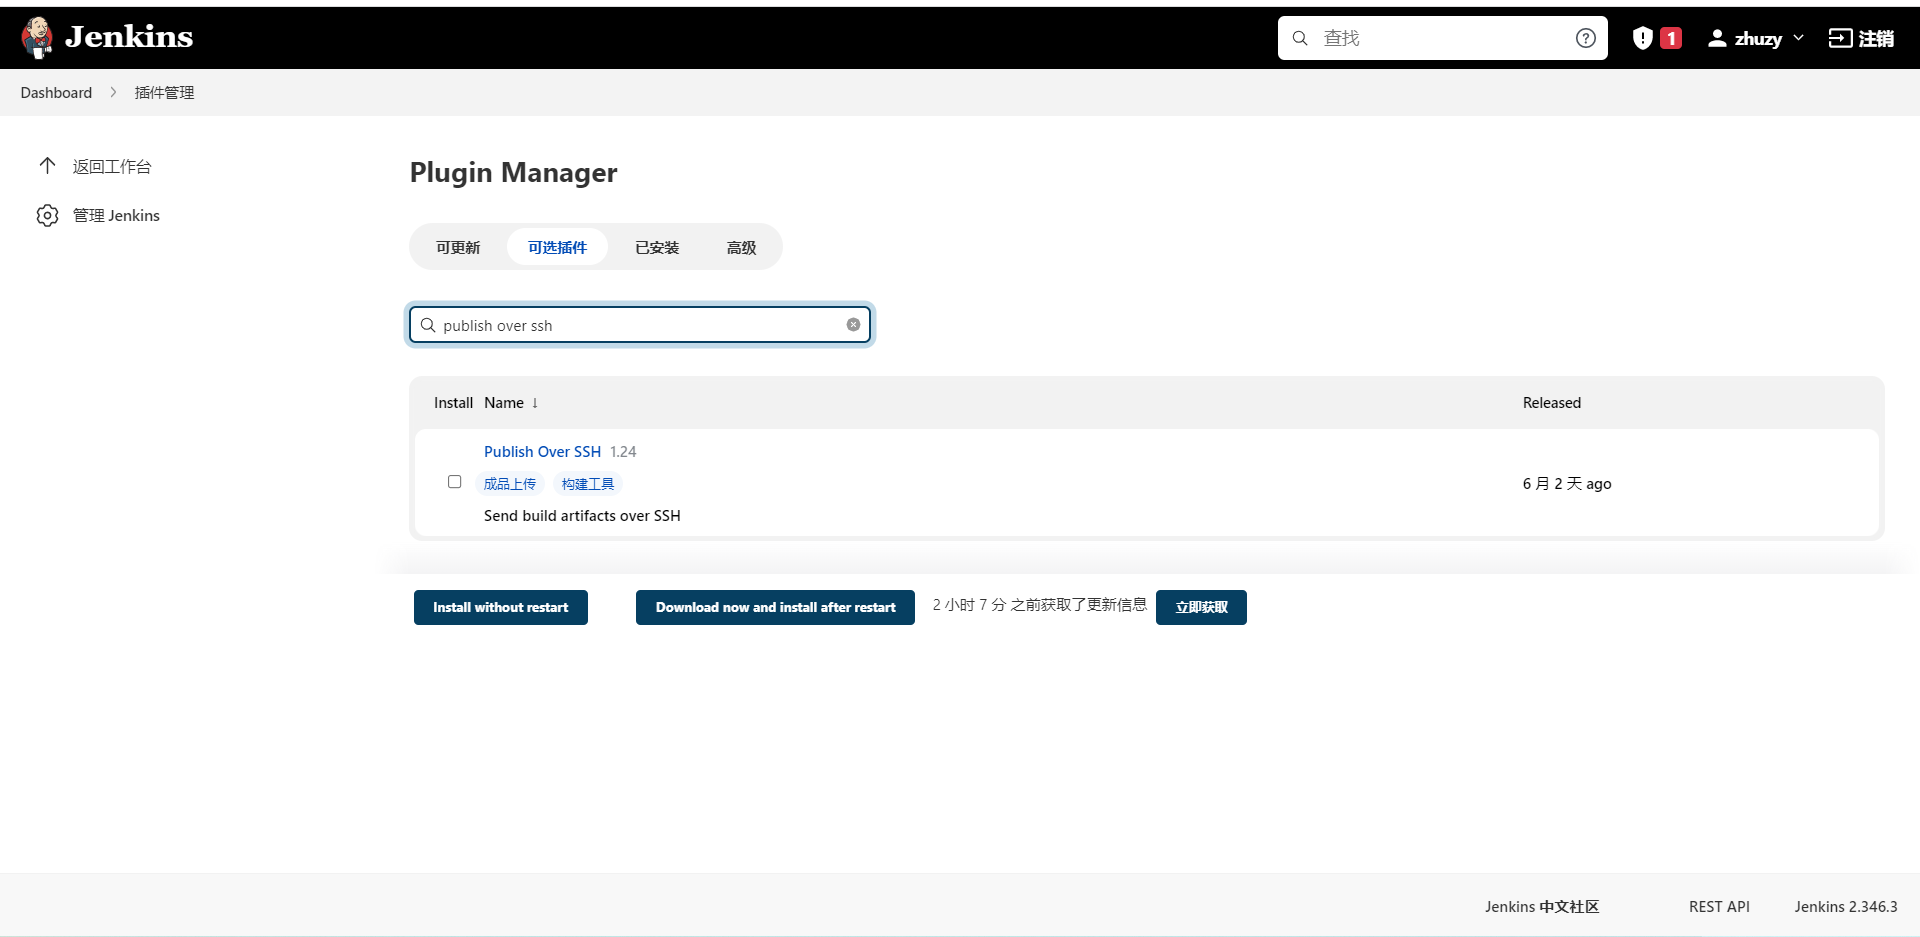 Jenkins
查找
1
zhuzy
注销
Dashboard
插件管理
返回工作台
管理 Jenkins
Plugin Manager
可更新 可选插件 已安装 高级
publish over ssh
Install Name ↓ Released
Publish Over SSH 1.24
成品上传 构建工具
Send build artifacts over SSH
6 月 2 天 ago
Install without restart
Download now and install after restart
2 小时 7 分 之前获取了更新信息
立即获取
Jenkins 中文社区
REST API
Jenkins 2.346.3